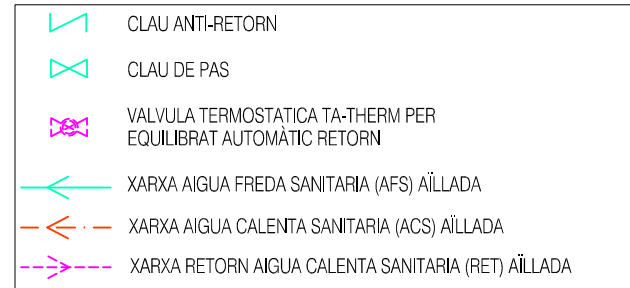 CLAU ANTI-RETORN
CLAU DE PAS
VALVULA TERMOSTATICA TA-THERM PER
EQUILIBRAT AUTOMÀTIC RETORN
XARXA AIGUA FREDA SANITARIA (AFS) AÏLLADA
XARXA AIGUA CALENTA SANITARIA (ACS) AÏLLADA
XARXA RETORN AIGUA CALENTA SANITARIA (RET) AÏLLADA